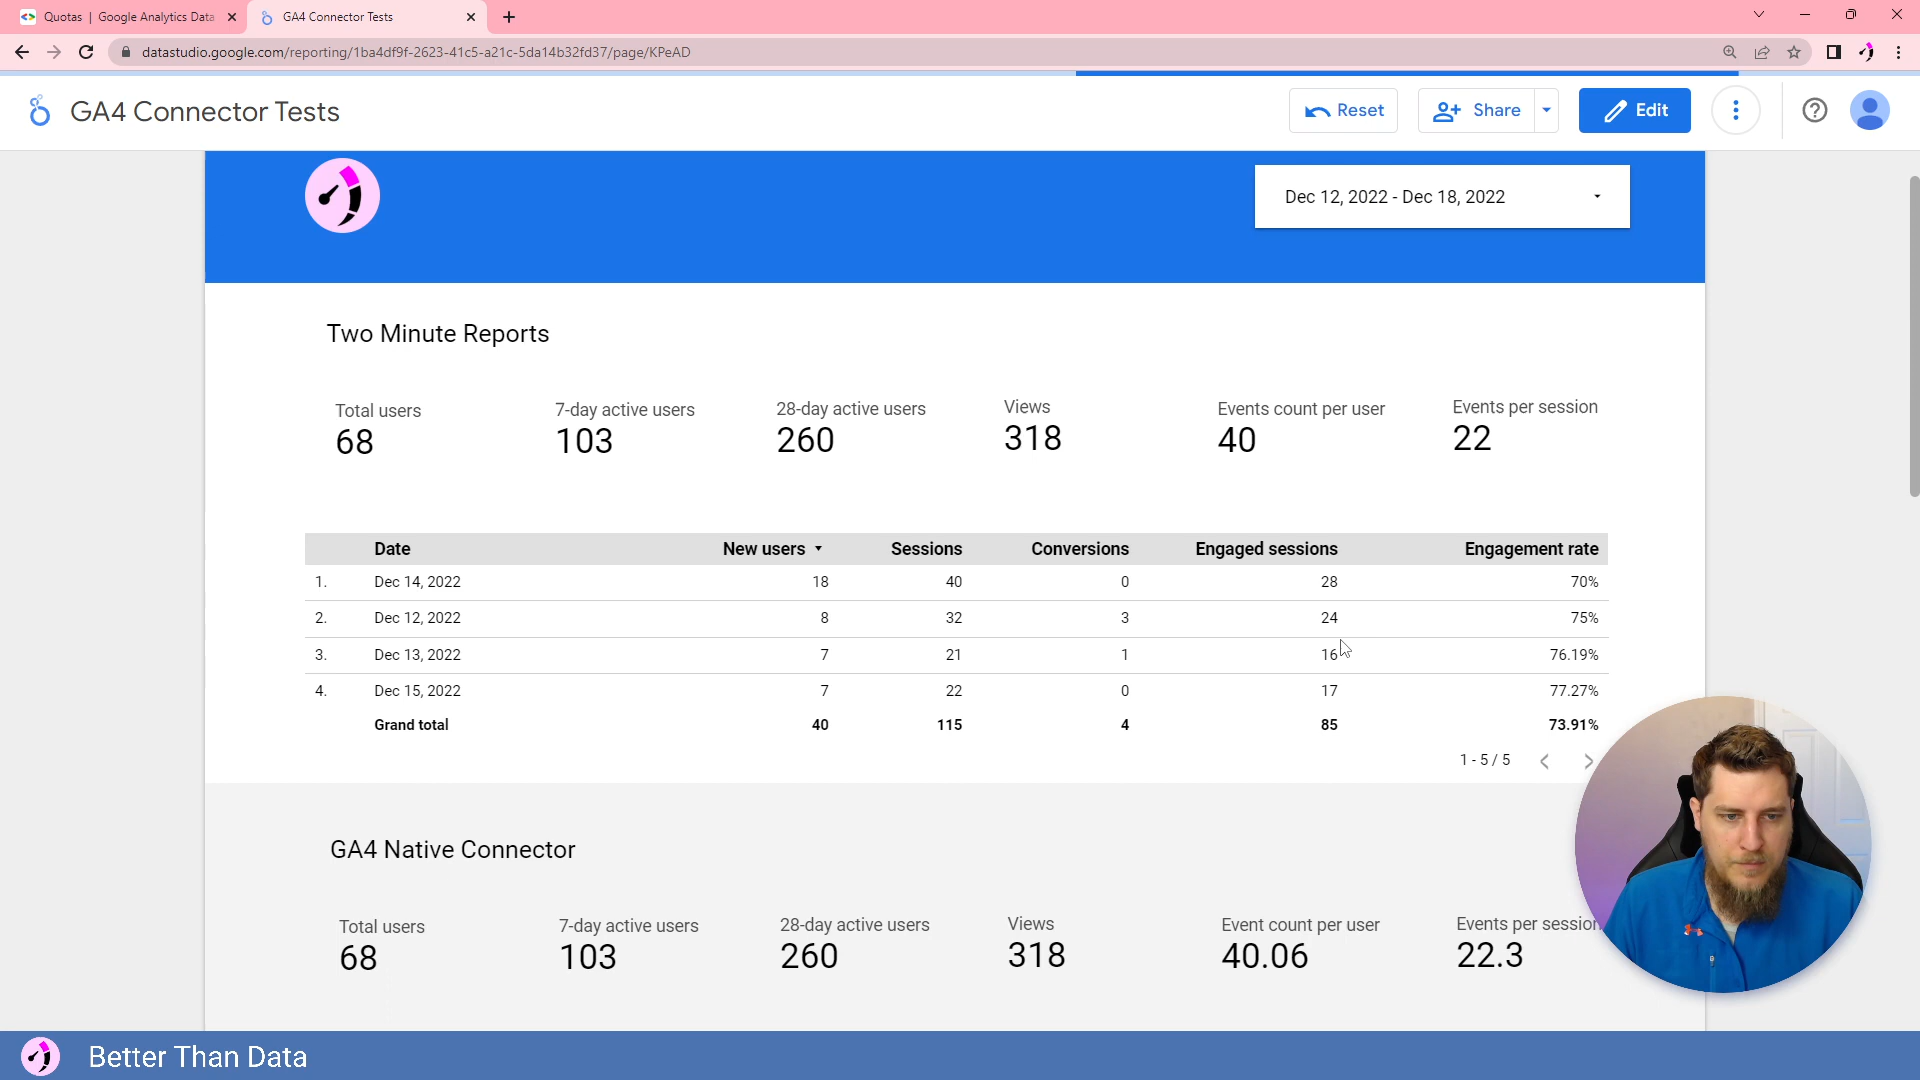 Quotas | Google Analytics Data
GA4 Connector Tests
datastudio.google.com/reporting/1ba4df9f-2623-41c5-a21c-5da14b32fd37/page/KPeAD
GA4 Connector Tests
Reset
Share
Edit
Dec 12, 2022 - Dec 18, 2022
Two Minute Reports
Total users 7-day active users 28-day active users Views Events count per user Events per session
68 103 260 318 40 22
Date New users Sessions Conversions Engaged sessions Engagement rate
1. Dec 14, 2022 18 40 0 28 70%
2. Dec 12, 2022 8 32 3 24 75%
3. Dec 13, 2022 7 21 1 16 76.19%
4. Dec 15, 2022 7 22 0 17 77.27%
Grand total 40 115 4 85 73.91%
1 - 5 / 5
GA4 Native Connector
Total users 7-day active users 28-day active users Views Event count per user Events per session
68 103 260 318 40.06 22.3
Better Than Data